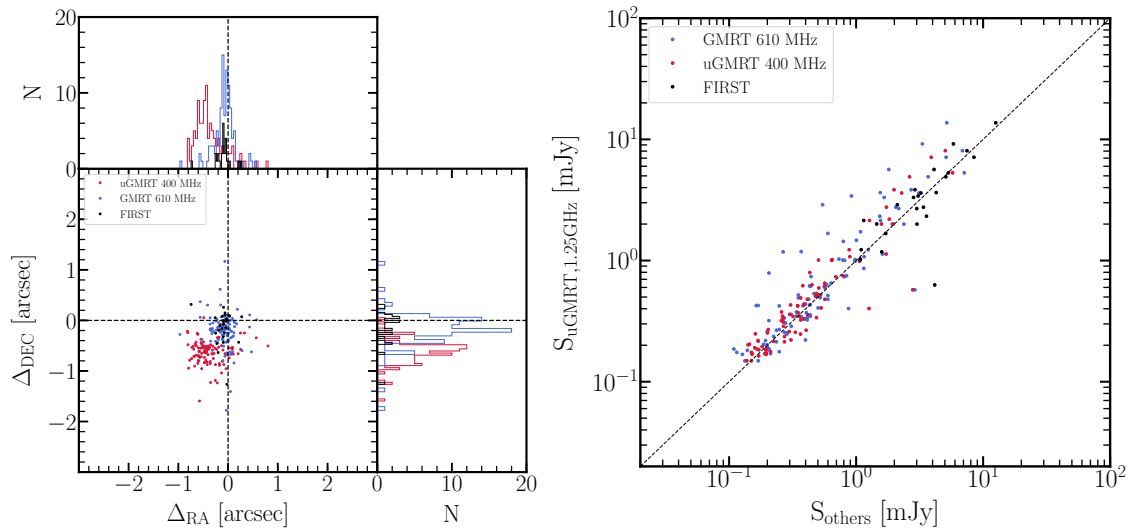 20
10
0
N
uGMRT 400 MHz
GMRT 610 MHz
FIRST
2
1
0
−1
−2
Δ_DEC [arcsec]
−2 −1 0 1 2
Δ_RA [arcsec]
0 10 20
N
GMRT 610 MHz
uGMRT 400 MHz
FIRST
10^2
10^1
10^0
10^−1
S_uGMRT,1.25GHz [mJy]
10^−1 10^0 10^1 10^2
S_others [mJy]